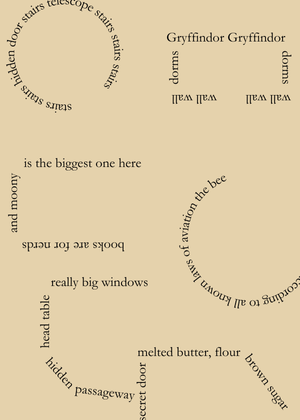 stairs stairs hidden door stairs telescope stairs stairs stairs stairs
Gryffindor Gryffindor
dorms
dorms
wall wall
wall wall
is the biggest one here
and moony
books are for nerds
according to all known laws of aviation the bee
really big windows
head table
hidden passageway
secret door
melted butter, flour
brown sugar